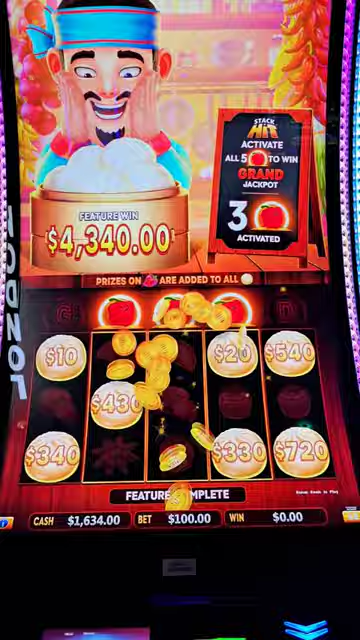 STACK
HIT
ACTIVATE
ALL 5 TO WIN
GRAND
JACKPOT
3
ACTIVATED
FEATURE WIN
$4,340.00
PRIZES ON ARE ADDED TO ALL
$10
$20
$540
$430
$340
$330
$720
FEATURE COMPLETE
CASH $1,634.00 BET $100.00 WIN $0.00